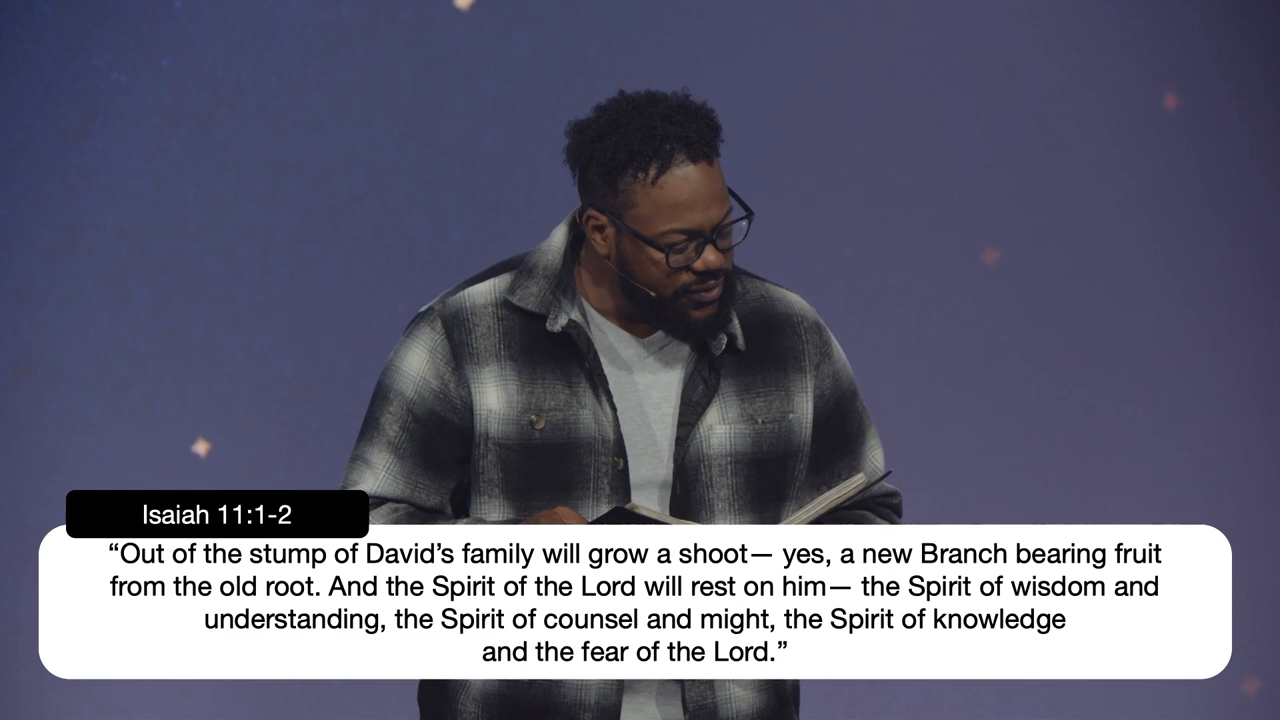 Isaiah 11:1-2
“Out of the stump of David’s family will grow a shoot— yes, a new Branch bearing fruit
from the old root. And the Spirit of the Lord will rest on him— the Spirit of wisdom and
understanding, the Spirit of counsel and might, the Spirit of knowledge
and the fear of the Lord.”